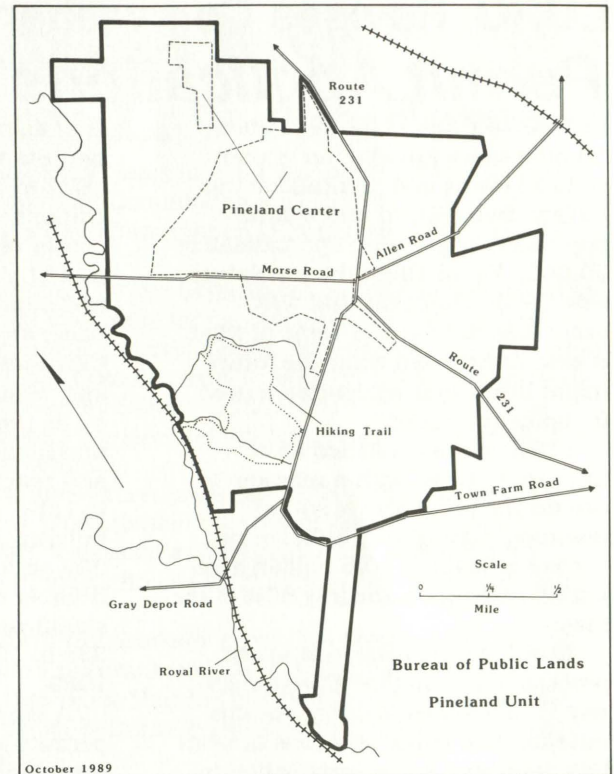 Route
231
Pineland Center
Allen Road
Morse Road
Route
231
Hiking Trail
Town Farm Road
Scale
0 1/4 1/2
Mile
Gray Depot Road
Royal River
Bureau of Public Lands
Pineland Unit
October 1989